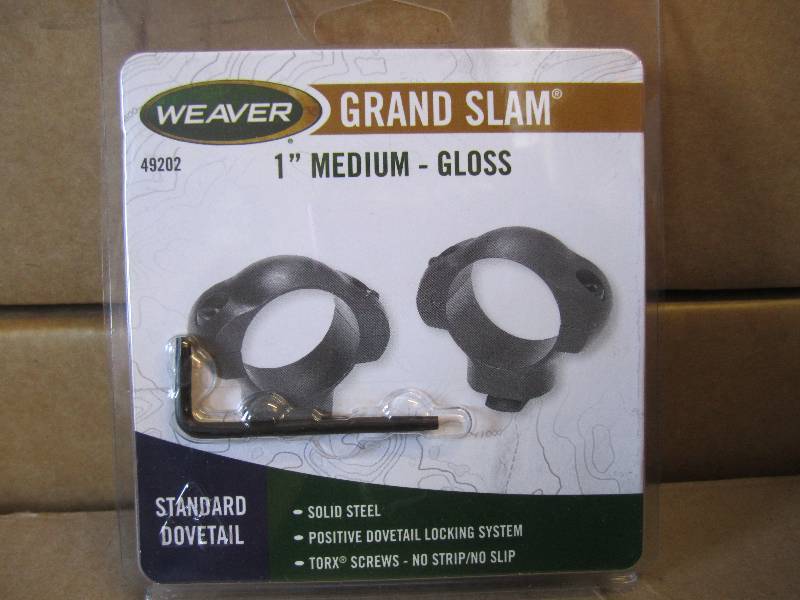 WEAVER®
GRAND SLAM®
49202
1” MEDIUM - GLOSS
STANDARD
DOVETAIL
- SOLID STEEL
- POSITIVE DOVETAIL LOCKING SYSTEM
- TORX® SCREWS - NO STRIP/NO SLIP